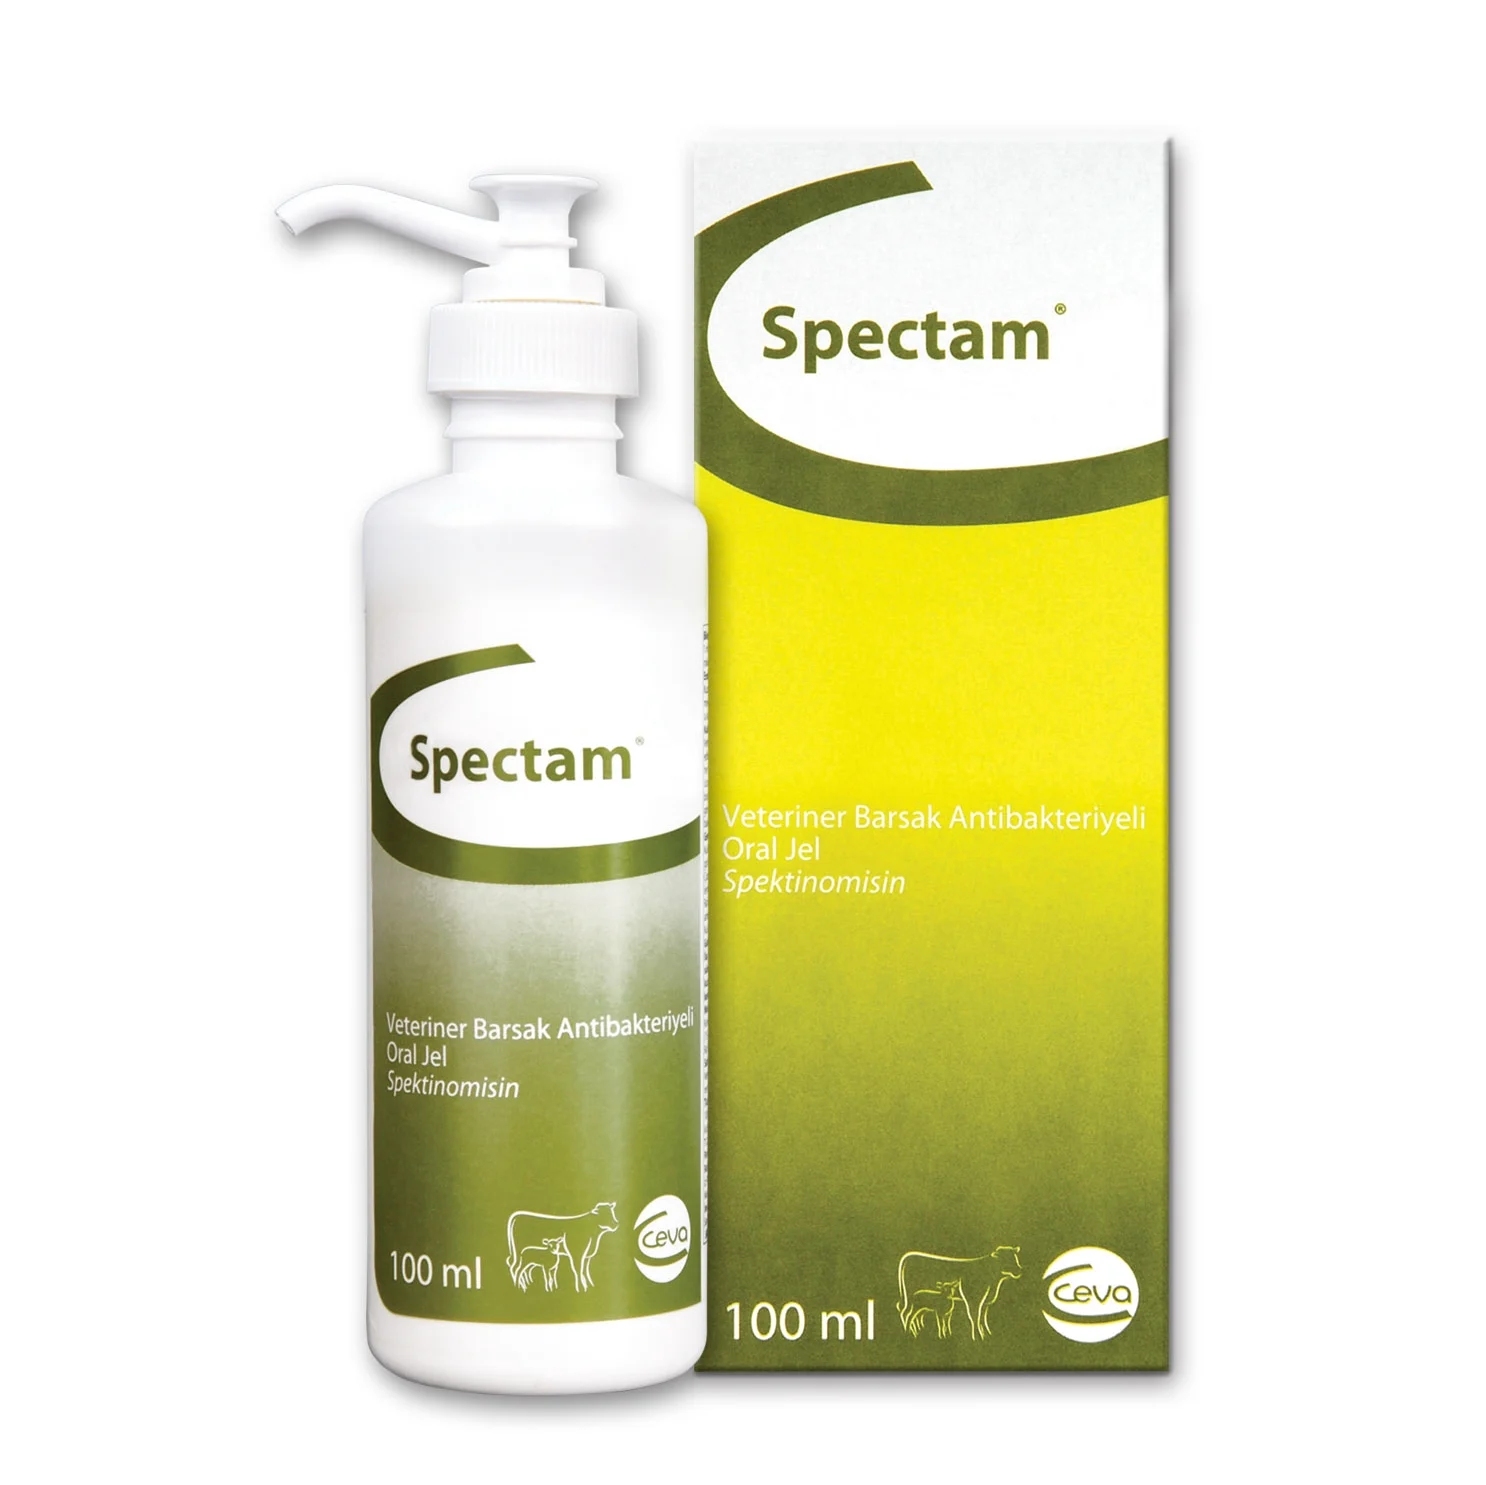 Spectam®
Veteriner Barsak Antibakteriyeli
Oral Jel
Spektinomisin
100 ml
ceva
Spectam®
Veteriner Barsak Antibakteriyeli
Oral Jel
Spektinomisin
100 ml
ceva